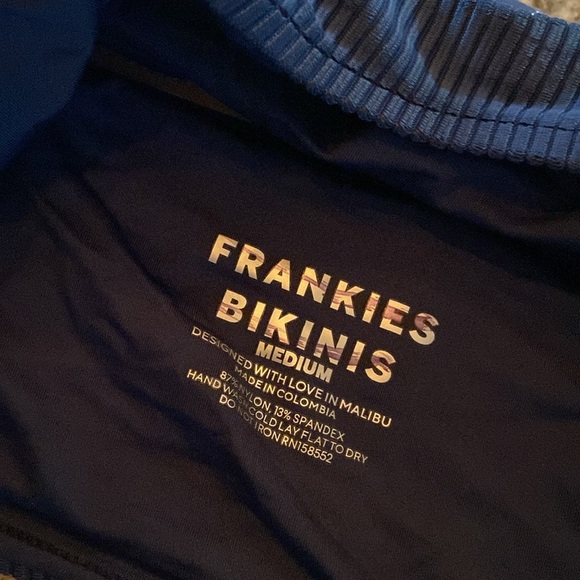 FRANKIES
BIKINIS
MEDIUM
DESIGNED WITH LOVE IN MALIBU
MADE IN COLOMBIA
87% NYLON, 13% SPANDEX
HAND WASH COLD LAY FLAT TO DRY
DO NOT IRON RN158552